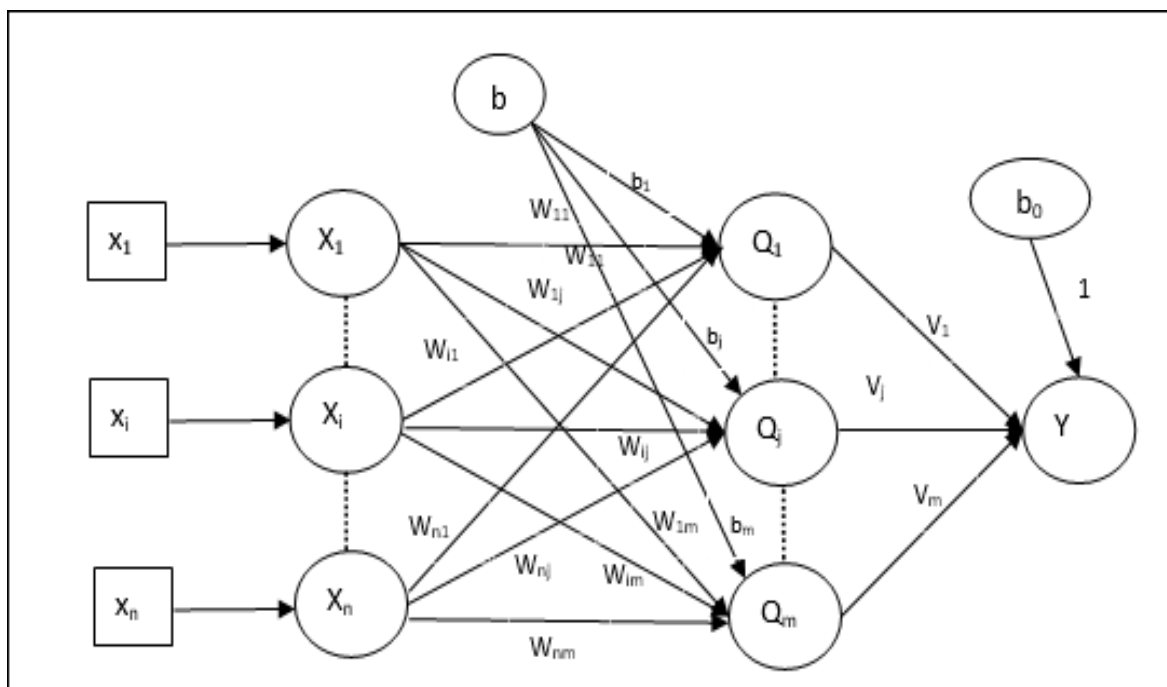 b
b₁
b₀
x₁
X₁
W₁₁
W₁₁
Q₁
1
W₁ⱼ
V₁
Wᵢ₁
bⱼ
xᵢ
Xᵢ
Wᵢⱼ
Qⱼ
Vⱼ
Y
Wₙ₁
W₁ₘ
bₘ
Vₘ
Wₙⱼ
Wᵢₘ
xₙ
Xₙ
Qₘ
Wₙₘ